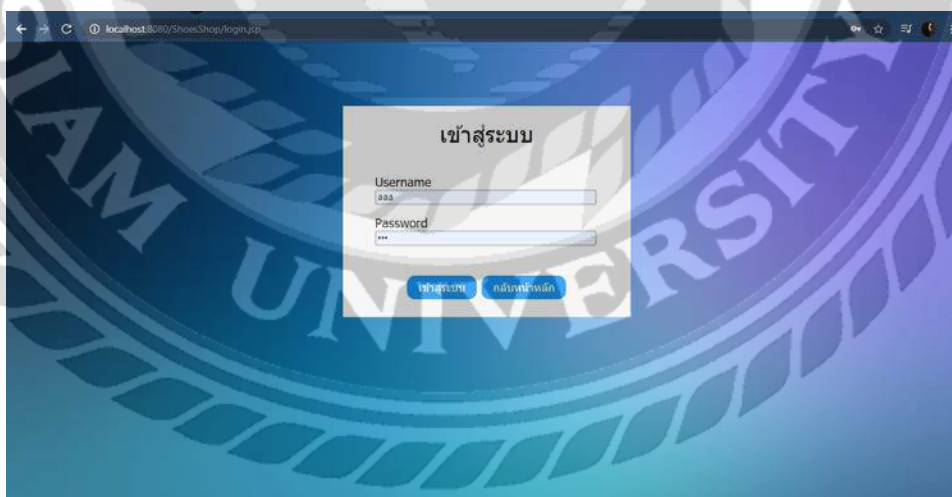 localhost:8080/ShoesShop/login.jsp
SIAM UNIVERSITY
เข้าสู่ระบบ
Username
aaa
Password
•••
เข้าสู่ระบบ กลับหน้าหลัก